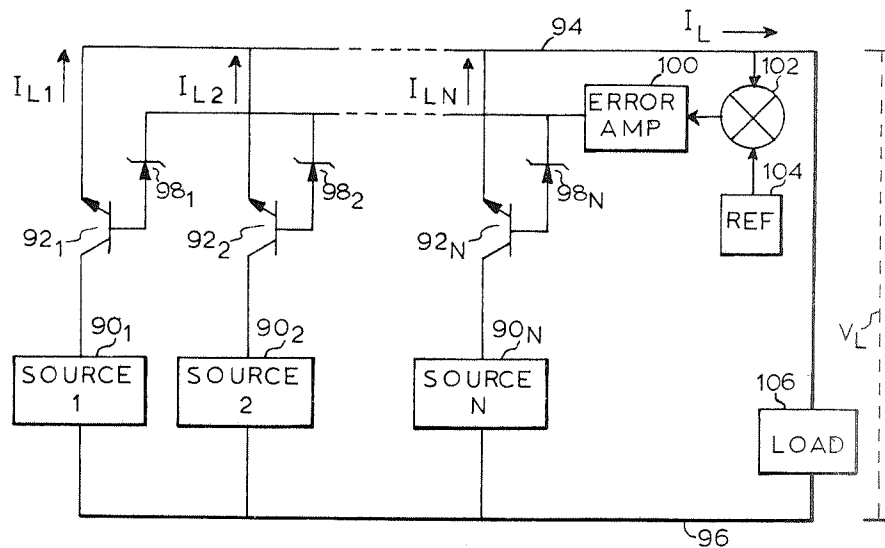 I_L
94
100
102
I_L1
I_L2
I_LN
ERROR
AMP
104
98_1
98_2
98_N
REF
92_1
92_2
92_N
V_L
90_1
90_2
90_N
SOURCE
1
SOURCE
2
SOURCE
N
106
LOAD
96